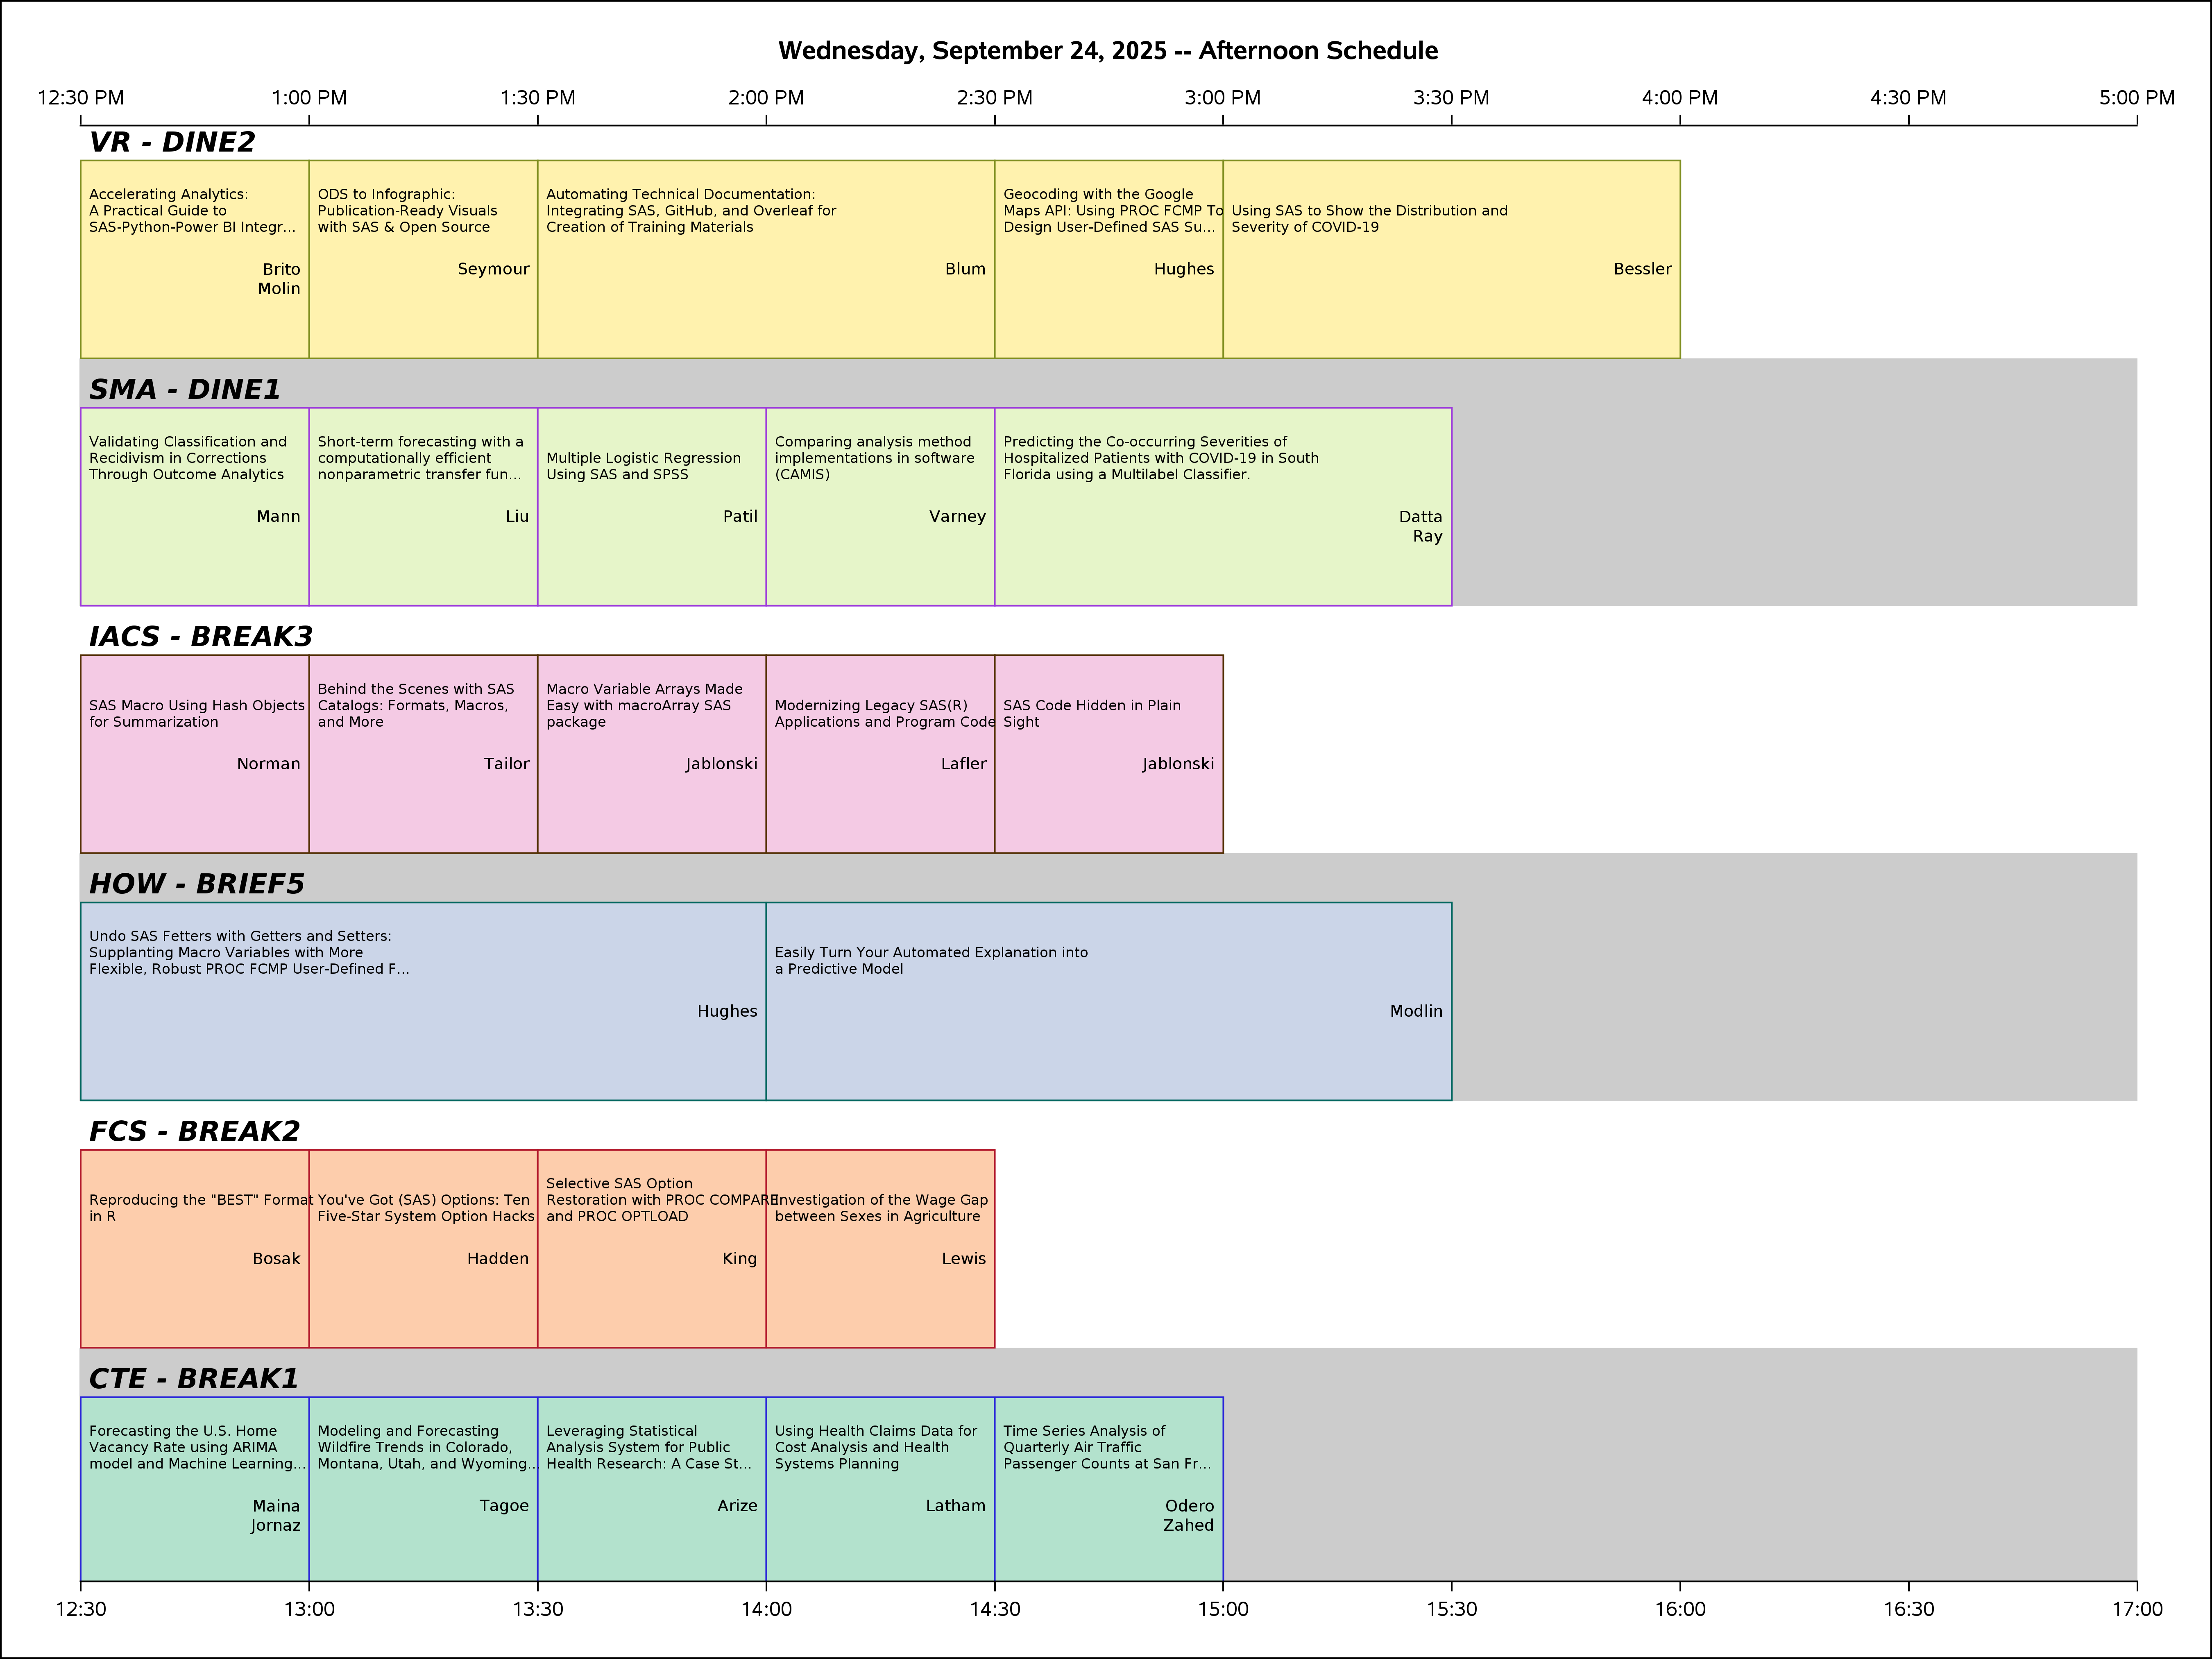 Wednesday, September 24, 2025 -- Afternoon Schedule
12:30 PM 1:00 PM 1:30 PM 2:00 PM 2:30 PM 3:00 PM 3:30 PM 4:00 PM 4:30 PM 5:00 PM
VR - DINE2
Accelerating Analytics:
A Practical Guide to
SAS-Python-Power BI Integr...
Brito
Molin
ODS to Infographic:
Publication-Ready Visuals
with SAS & Open Source
Seymour
Automating Technical Documentation:
Integrating SAS, GitHub, and Overleaf for
Creation of Training Materials
Blum
Geocoding with the Google
Maps API: Using PROC FCMP To
Design User-Defined SAS Su...
Hughes
Using SAS to Show the Distribution and
Severity of COVID-19
Bessler
SMA - DINE1
Validating Classification and
Recidivism in Corrections
Through Outcome Analytics
Mann
Short-term forecasting with a
computationally efficient
nonparametric transfer fun...
Liu
Multiple Logistic Regression
Using SAS and SPSS
Patil
Comparing analysis method
implementations in software
(CAMIS)
Varney
Predicting the Co-occurring Severities of
Hospitalized Patients with COVID-19 in South
Florida using a Multilabel Classifier.
Datta
Ray
IACS - BREAK3
SAS Macro Using Hash Objects
for Summarization
Norman
Behind the Scenes with SAS
Catalogs: Formats, Macros,
and More
Tailor
Macro Variable Arrays Made
Easy with macroArray SAS
package
Jablonski
Modernizing Legacy SAS(R)
Applications and Program Code
Lafler
SAS Code Hidden in Plain
Sight
Jablonski
HOW - BRIEF5
Undo SAS Fetters with Getters and Setters:
Supplanting Macro Variables with More
Flexible, Robust PROC FCMP User-Defined F...
Hughes
Easily Turn Your Automated Explanation into
a Predictive Model
Modlin
FCS - BREAK2
Reproducing the "BEST" Format
in R
Bosak
You've Got (SAS) Options: Ten
Five-Star System Option Hacks
Hadden
Selective SAS Option
Restoration with PROC COMPARE
and PROC OPTLOAD
King
Investigation of the Wage Gap
between Sexes in Agriculture
Lewis
CTE - BREAK1
Forecasting the U.S. Home
Vacancy Rate using ARIMA
model and Machine Learning...
Maina
Jornaz
Modeling and Forecasting
Wildfire Trends in Colorado,
Montana, Utah, and Wyoming...
Tagoe
Leveraging Statistical
Analysis System for Public
Health Research: A Case St...
Arize
Using Health Claims Data for
Cost Analysis and Health
Systems Planning
Latham
Time Series Analysis of
Quarterly Air Traffic
Passenger Counts at San Fr...
Odero
Zahed
12:30 13:00 13:30 14:00 14:30 15:00 15:30 16:00 16:30 17:00